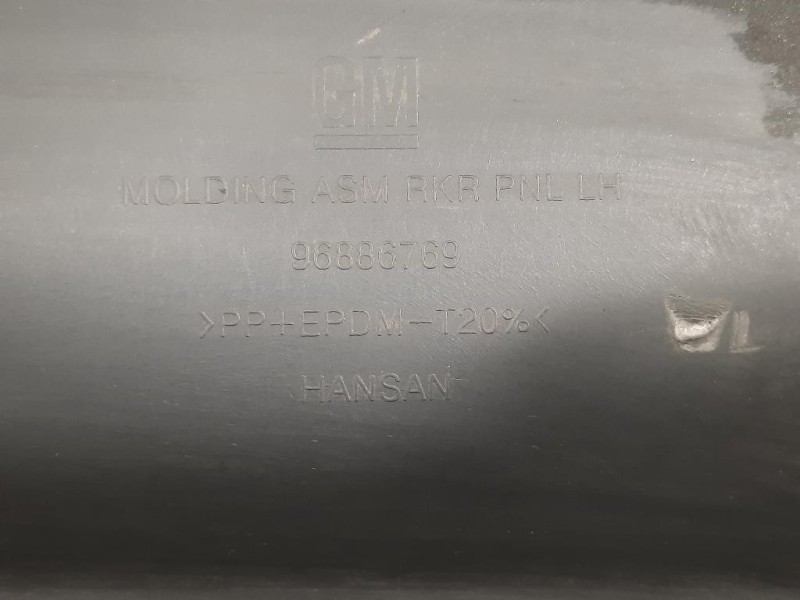 GM
MOLDING ASM RKR PNL LH
96886769
>PP+EPDM-T20%<
HANSAN